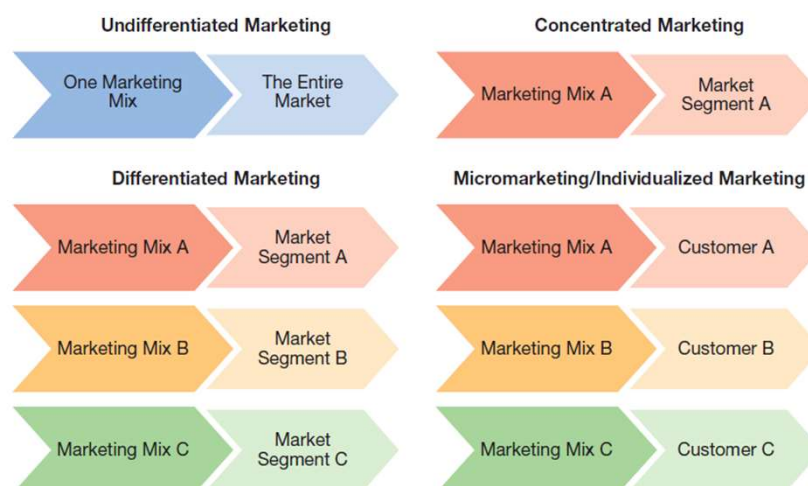 Undifferentiated Marketing
One Marketing
Mix
The Entire
Market
Concentrated Marketing
Marketing Mix A
Market
Segment A
Differentiated Marketing
Marketing Mix A
Market
Segment A
Marketing Mix B
Market
Segment B
Marketing Mix C
Market
Segment C
Micromarketing/Individualized Marketing
Marketing Mix A
Customer A
Marketing Mix B
Customer B
Marketing Mix C
Customer C